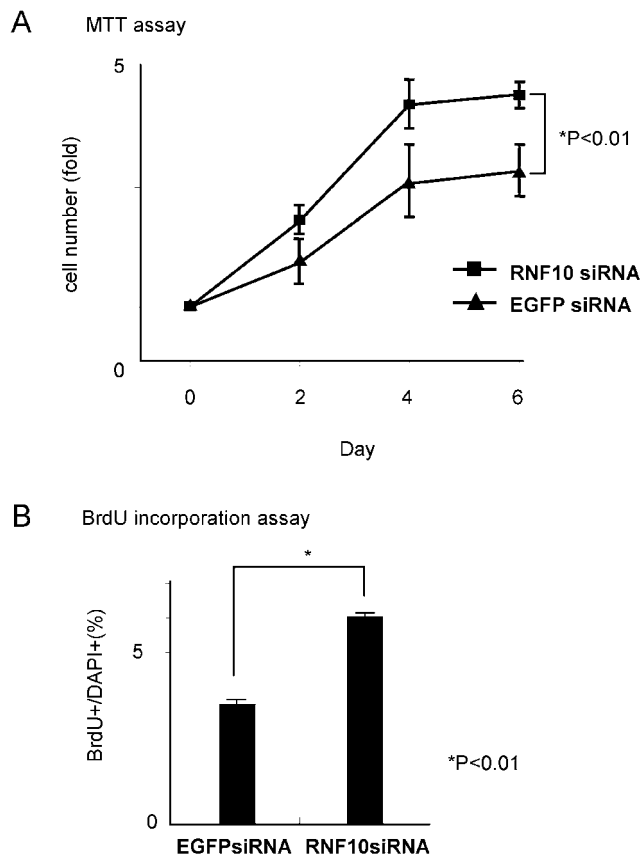 A
MTT assay
5
cell number (fold)
*P<0.01
RNF10 siRNA
EGFP siRNA
0
0 2 4 6
Day
B
BrdU incorporation assay
*
BrdU+/DAPI+(%)
5
*P<0.01
0
EGFPsiRNA RNF10siRNA